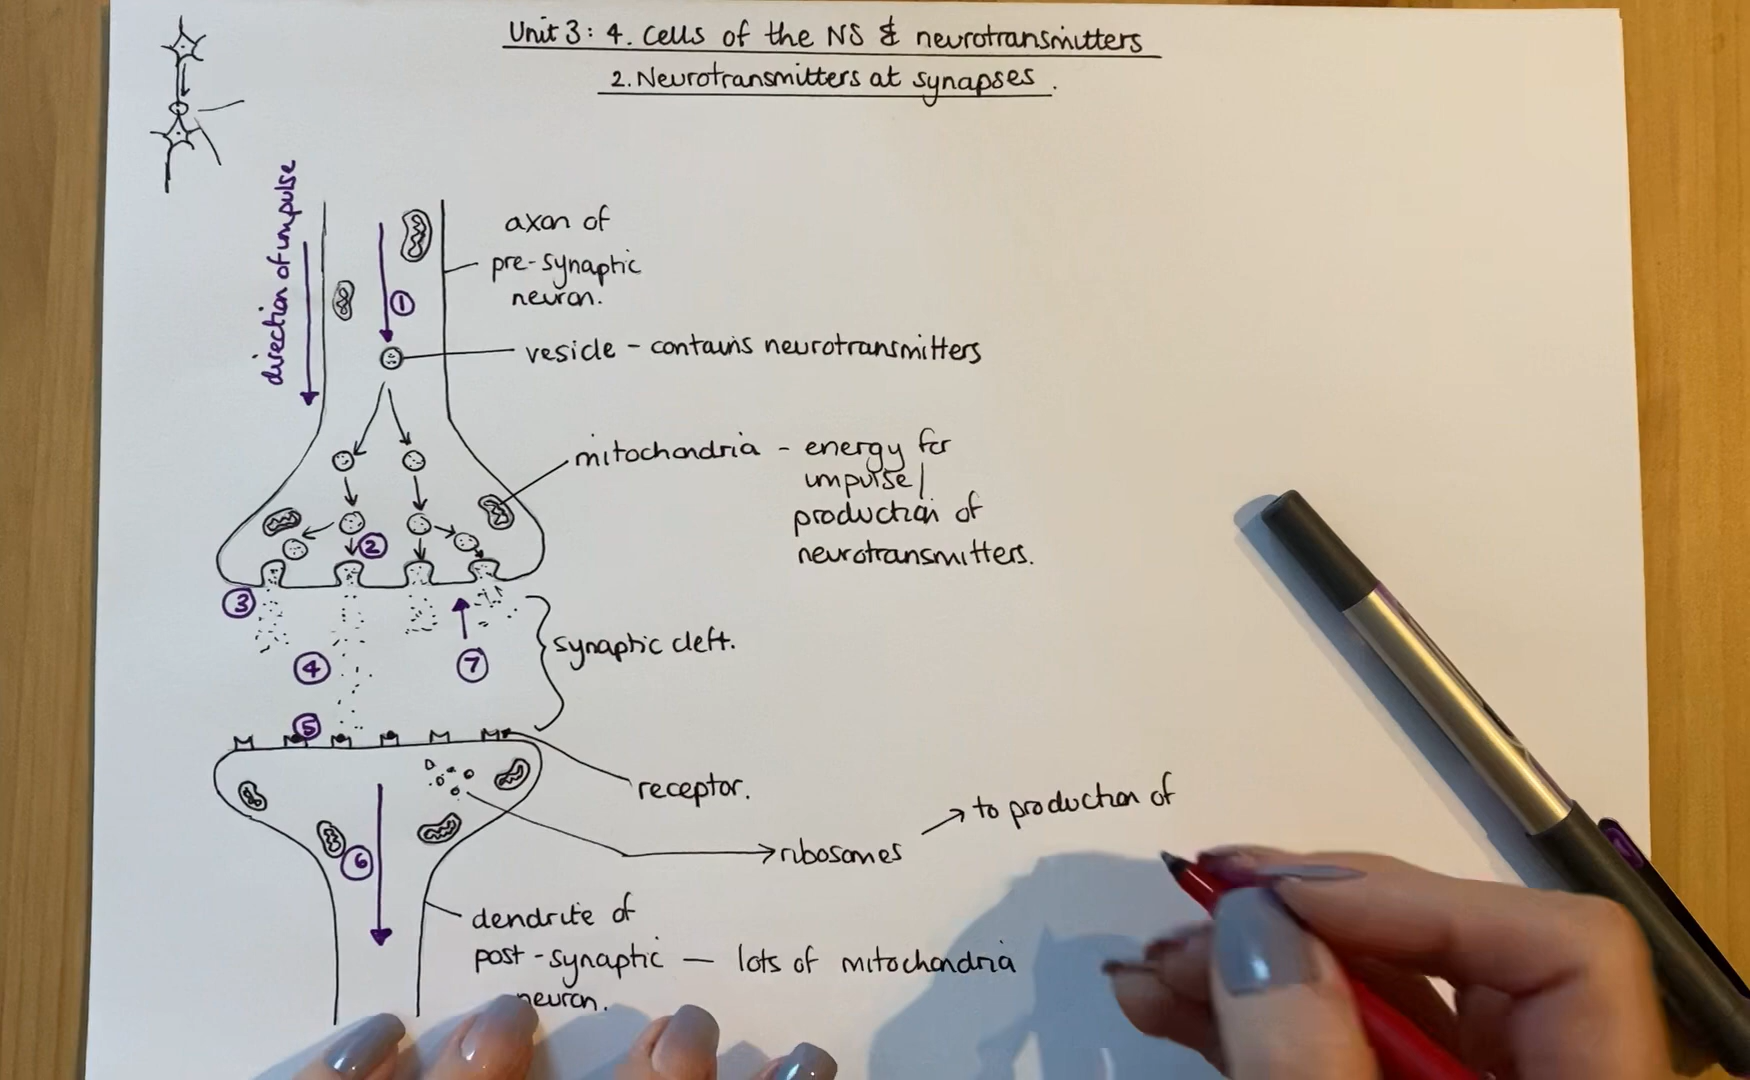 Unit 3: 4. Cells of the NS & neurotransmitters
2. Neurotransmitters at synapses.
direction of impulse
axon of
pre-synaptic
neuron.
1
vesicle - contains neurotransmitters
mitochondria - energy for
impulse/
production of
neurotransmitters.
2
3
synaptic cleft.
4
7
5
receptor.
to production of
ribosomes
6
dendrite of
post-synaptic — lots of mitochondria
neuron.